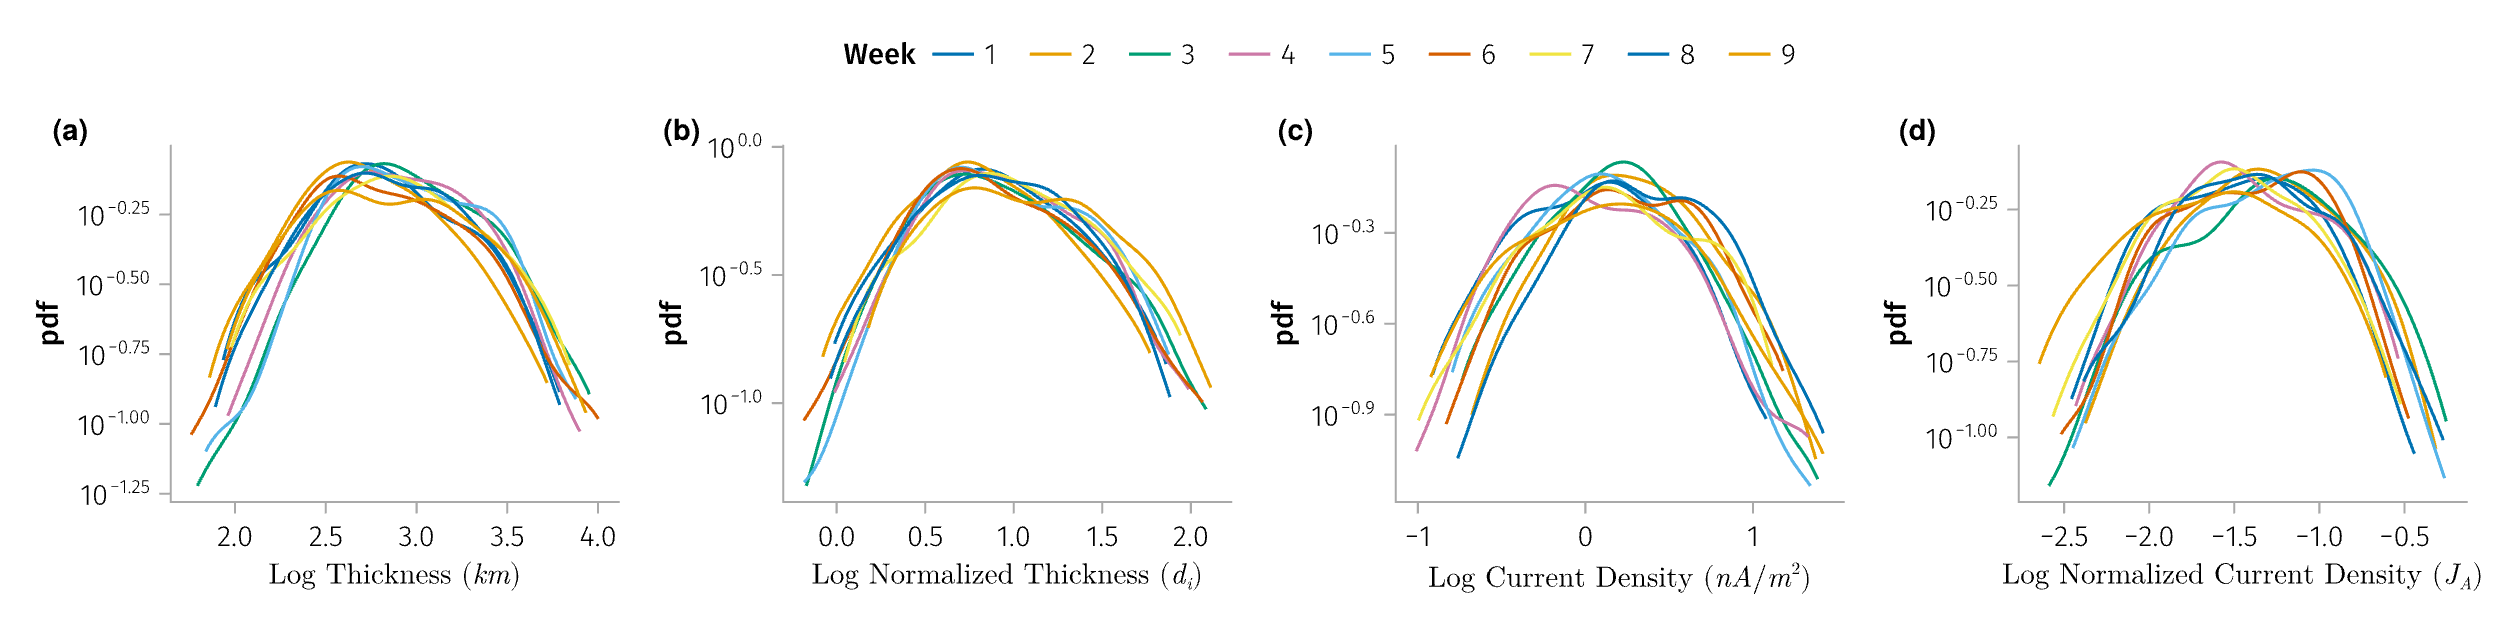 Week 1 2 3 4 5 6 7 8 9
(a)
pdf
10^−0.25
10^−0.50
10^−0.75
10^−1.00
10^−1.25
2.0 2.5 3.0 3.5 4.0
Log Thickness (km)
(b)
pdf
10^0.0
10^−0.5
10^−1.0
0.0 0.5 1.0 1.5 2.0
Log Normalized Thickness (d_i)
(c)
pdf
10^−0.3
10^−0.6
10^−0.9
−1 0 1
Log Current Density (nA/m²)
(d)
pdf
10^−0.25
10^−0.50
10^−0.75
10^−1.00
−2.5 −2.0 −1.5 −1.0 −0.5
Log Normalized Current Density (J_A)